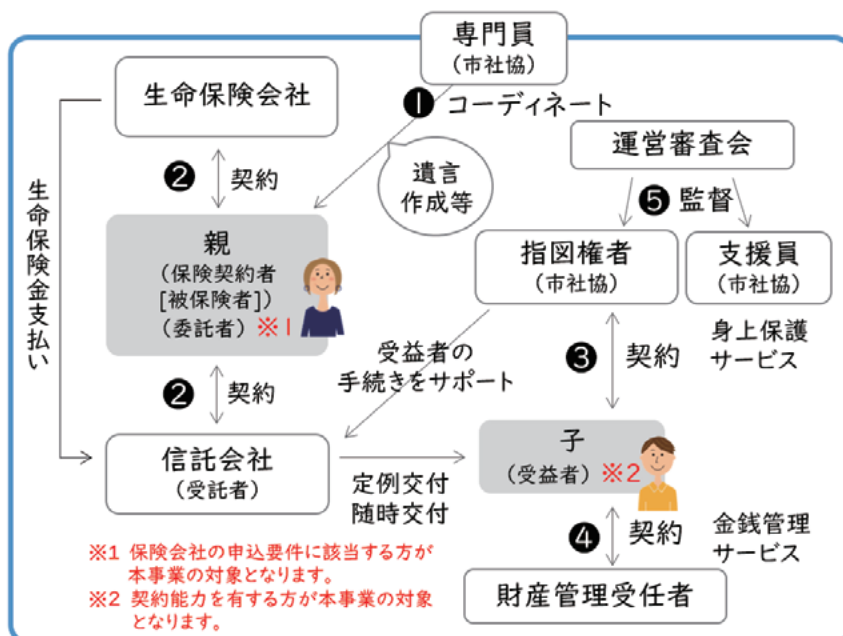 専門員
(市社協)
生命保険会社
❶ コーディネート
運営審査会
❷ 契約
遺言
作成等
❺ 監督
生命保険金支払い
親
(保険契約者
[被保険者])
(委託者) ※1
指図権者
(市社協)
支援員
(市社協)
受益者の
手続きをサポート
❸ 契約
身上保護
サービス
❷ 契約
信託会社
(受託者)
定例交付
随時交付
子
(受益者) ※2
❹ 契約
金銭管理
サービス
※1 保険会社の申込要件に該当する方が
本事業の対象となります。
※2 契約能力を有する方が本事業の対象
となります。
財産管理受任者